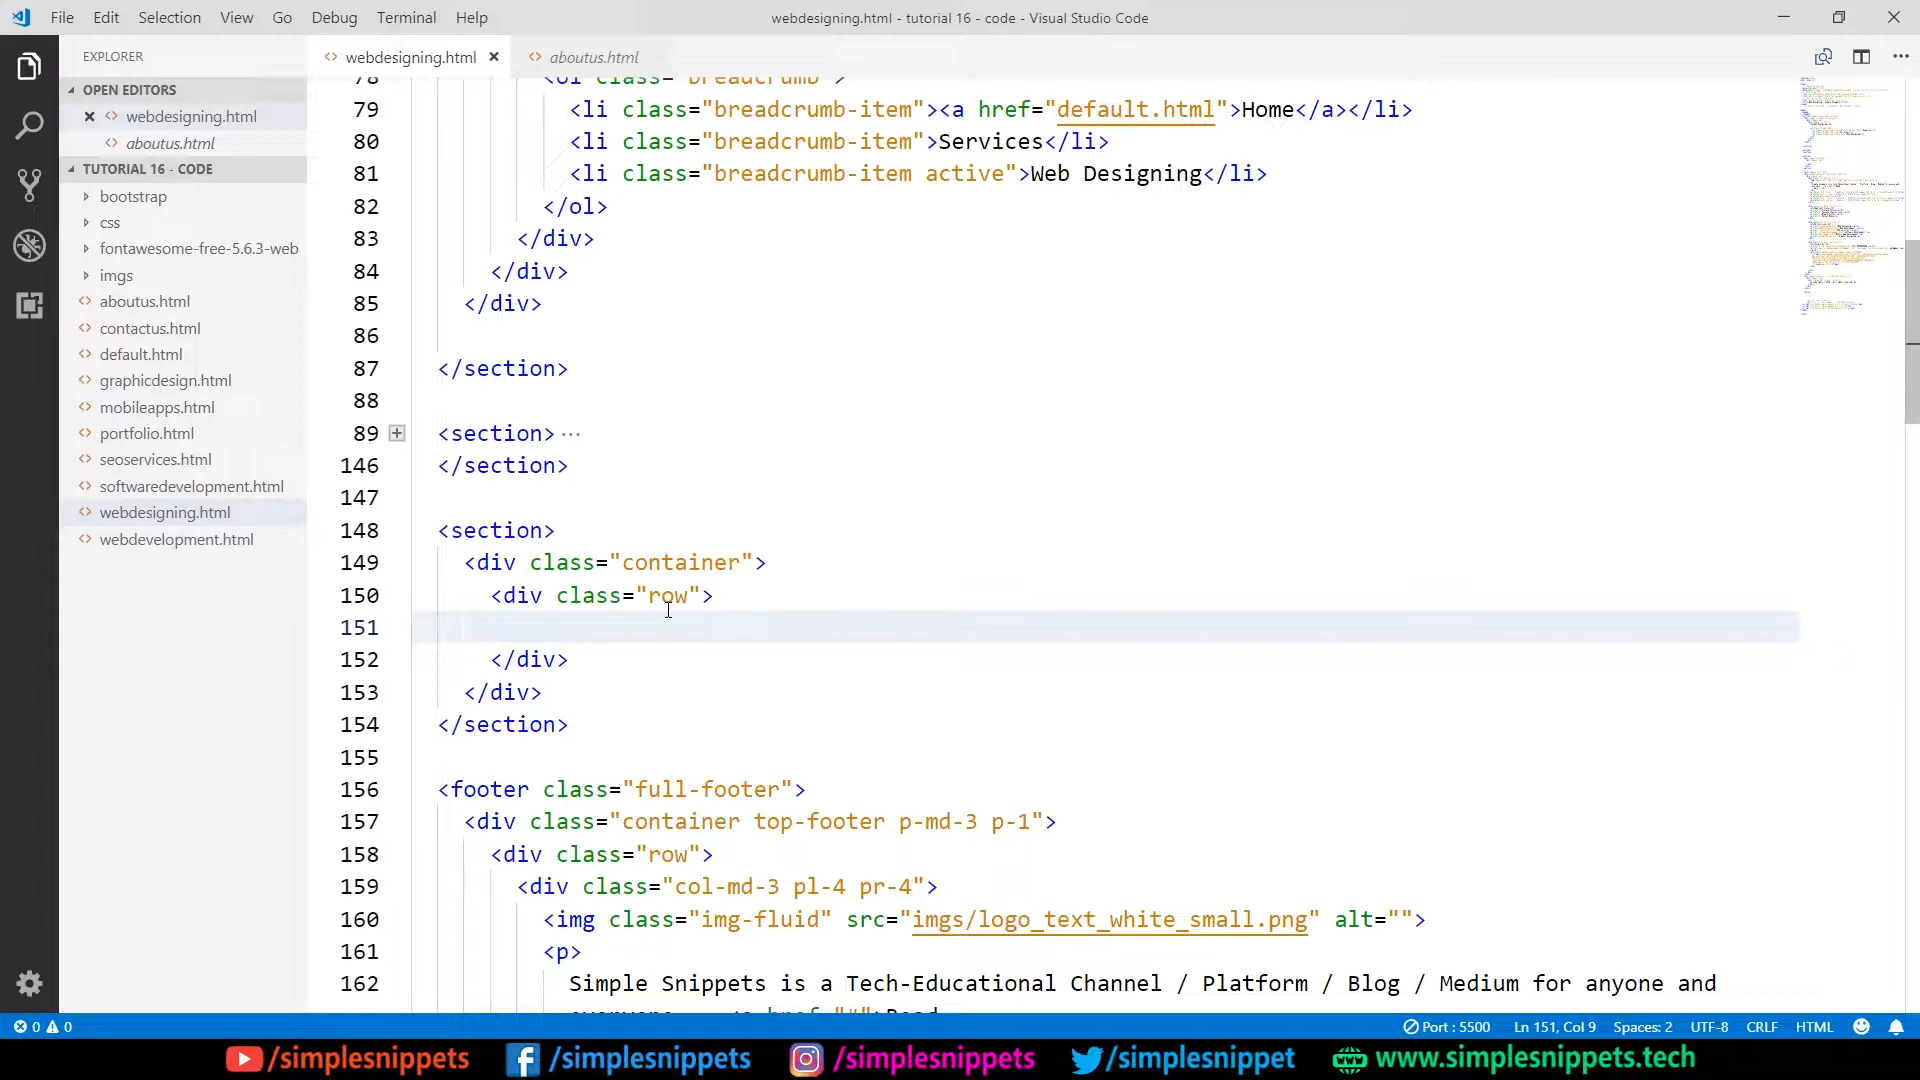 File Edit Selection View Go Debug Terminal Help
webdesigning.html - tutorial 16 - code - Visual Studio Code
EXPLORER
webdesigning.html
aboutus.html
OPEN EDITORS
webdesigning.html
aboutus.html
TUTORIAL 16 - CODE
bootstrap
css
fontawesome-free-5.6.3-web
imgs
aboutus.html
contactus.html
default.html
graphicdesign.html
mobileapps.html
portfolio.html
seoservices.html
softwaredevelopment.html
webdesigning.html
webdevelopment.html
78 <ol class="breadcrumb">
79 <li class="breadcrumb-item"><a href="default.html">Home</a></li>
80 <li class="breadcrumb-item">Services</li>
81 <li class="breadcrumb-item active">Web Designing</li>
82 </ol>
83 </div>
84 </div>
85 </div>
86
87 </section>
88
89 <section>...
146 </section>
147
148 <section>
149 <div class="container">
150 <div class="row">
151
152 </div>
153 </div>
154 </section>
155
156 <footer class="full-footer">
157 <div class="container top-footer p-md-3 p-1">
158 <div class="row">
159 <div class="col-md-3 pl-4 pr-4">
160 <img class="img-fluid" src="imgs/logo_text_white_small.png" alt="">
161 <p>
162 Simple Snippets is a Tech-Educational Channel / Platform / Blog / Medium for anyone and
0 0
Port : 5500 Ln 151, Col 9 Spaces: 2 UTF-8 CRLF HTML
/simplesnippets /simplesnippets /simplesnippets /simplesnippet www.simplesnippets.tech